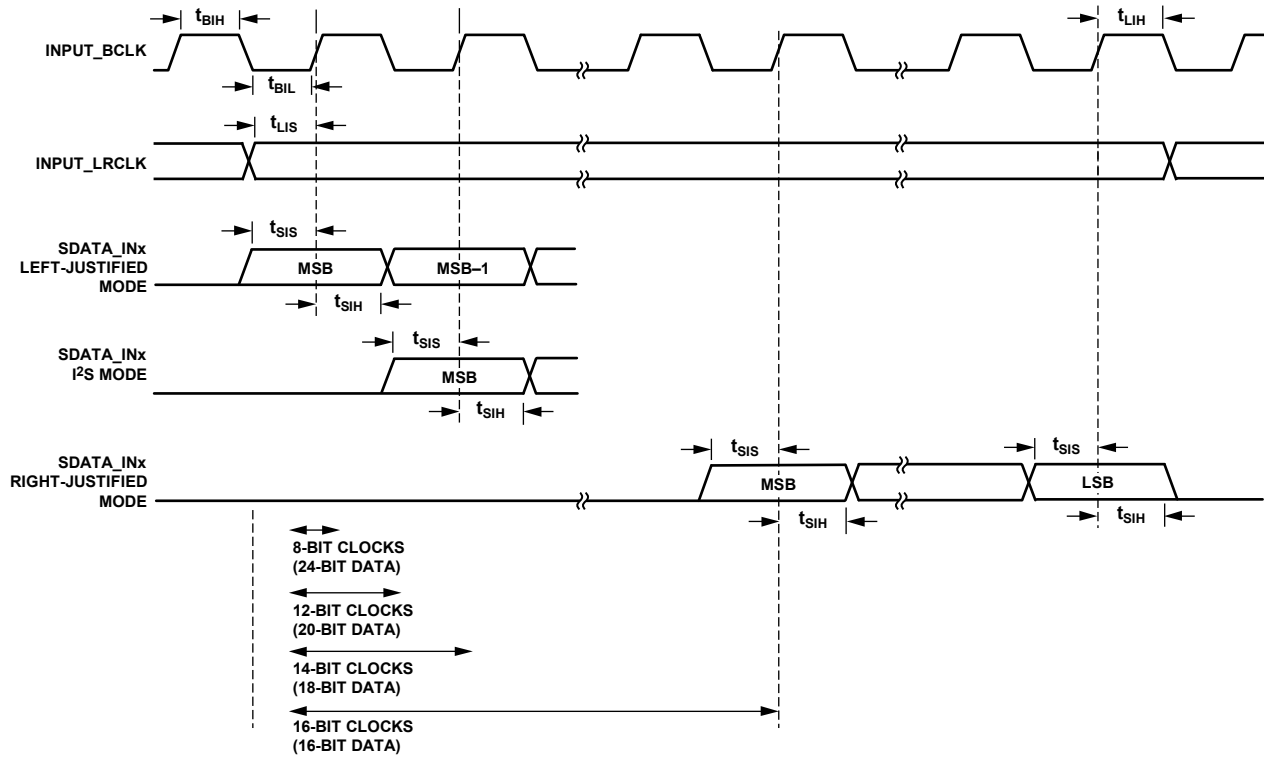 tBIH
tLIH
INPUT_BCLK
tBIL
tLIS
INPUT_LRCLK
tSIS
SDATA_INx
LEFT-JUSTIFIED
MODE
MSB
MSB–1
tSIH
tSIS
SDATA_INx
I2S MODE
MSB
tSIH
tSIS
tSIS
SDATA_INx
RIGHT-JUSTIFIED
MODE
MSB
LSB
tSIH
tSIH
8-BIT CLOCKS
(24-BIT DATA)
12-BIT CLOCKS
(20-BIT DATA)
14-BIT CLOCKS
(18-BIT DATA)
16-BIT CLOCKS
(16-BIT DATA)